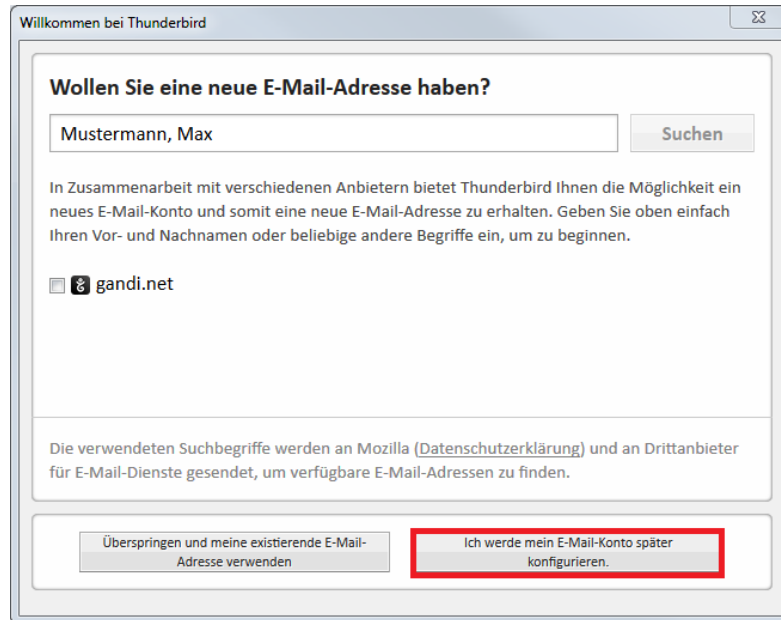 Willkommen bei Thunderbird
Wollen Sie eine neue E-Mail-Adresse haben?
Mustermann, Max
Suchen
In Zusammenarbeit mit verschiedenen Anbietern bietet Thunderbird Ihnen die Möglichkeit ein
neues E-Mail-Konto und somit eine neue E-Mail-Adresse zu erhalten. Geben Sie oben einfach
Ihren Vor- und Nachnamen oder beliebige andere Begriffe ein, um zu beginnen.
gandi.net
Die verwendeten Suchbegriffe werden an Mozilla (Datenschutzerklärung) und an Drittanbieter
für E-Mail-Dienste gesendet, um verfügbare E-Mail-Adressen zu finden.
Überspringen und meine existierende E-Mail-
Adresse verwenden
Ich werde mein E-Mail-Konto später
konfigurieren.